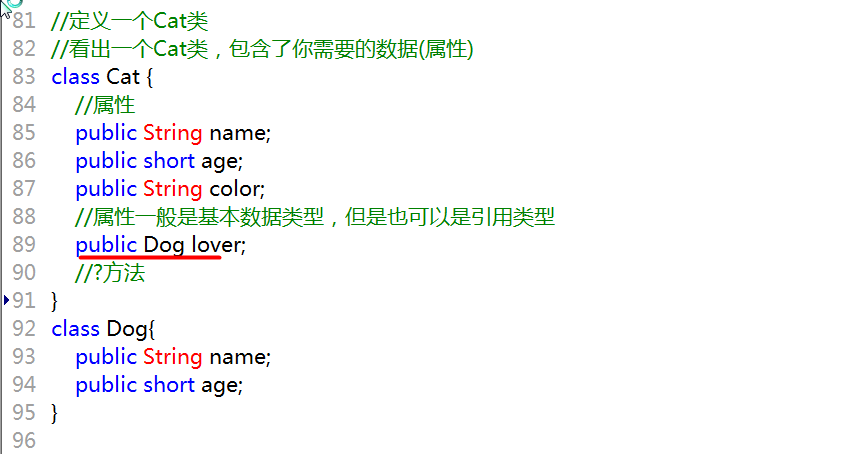 81 //定义一个Cat类
82 //看出一个Cat类，包含了你需要的数据(属性)
83 class Cat {
84 //属性
85 public String name;
86 public short age;
87 public String color;
88 //属性一般是基本数据类型，但是也可以是引用类型
89 public Dog lover;
90 //?方法
91 }
92 class Dog{
93 public String name;
94 public short age;
95 }
96